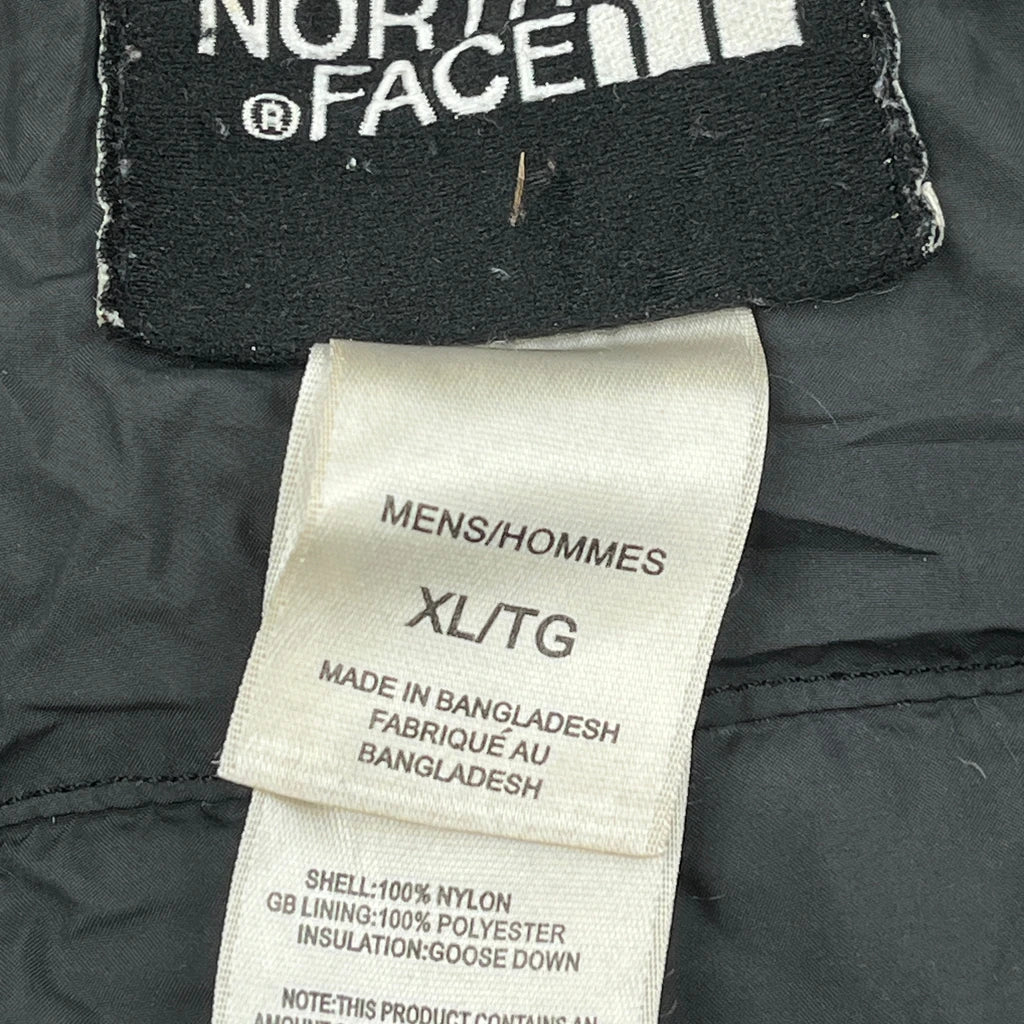 NORTH
® FACE
MENS/HOMMES
XL/TG
MADE IN BANGLADESH
FABRIQUÉ AU
BANGLADESH
SHELL:100% NYLON
GB LINING:100% POLYESTER
INSULATION:GOOSE DOWN
NOTE:THIS PRODUCT CONTAINS AN
AMOUNT